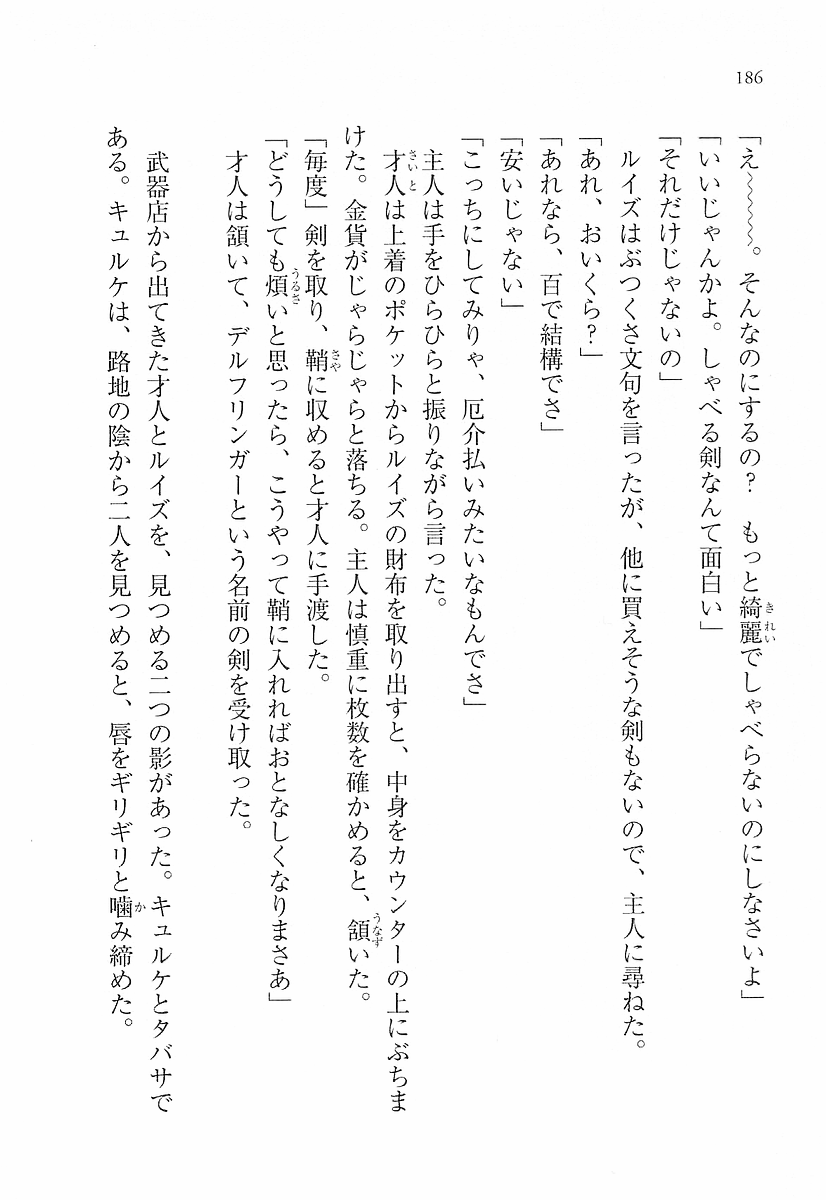 186
「え～～～～。そんなのにするの？　もっと綺麗でしゃべらないのにしなさいよ」
「いいじゃんかよ。しゃべる剣なんて面白い」
「それだけじゃないの」
ルイズはぶつくさ文句を言ったが、他に買えそうな剣もないので、主人に尋ねた。
「あれ、おいくら？」
「あれなら、百で結構でさ」
「安いじゃない」
「こっちにしてみりゃ、厄介払いみたいなもんでさ」
主人は手をひらひらと振りながら言った。
才人は上着のポケットからルイズの財布を取り出すと、中身をカウンターの上にぶちま
けた。金貨がじゃらじゃらと落ちる。主人は慎重に枚数を確かめると、頷いた。
「毎度」剣を取り、鞘に収めると才人に手渡した。
「どうしても煩いと思ったら、こうやって鞘に入れればおとなしくなりまさあ」
才人は頷いて、デルフリンガーという名前の剣を受け取った。
武器店から出てきた才人とルイズを、見つめる二つの影があった。キュルケとタバサで
ある。キュルケは、路地の陰から二人を見つめると、唇をギリギリと噛み締めた。